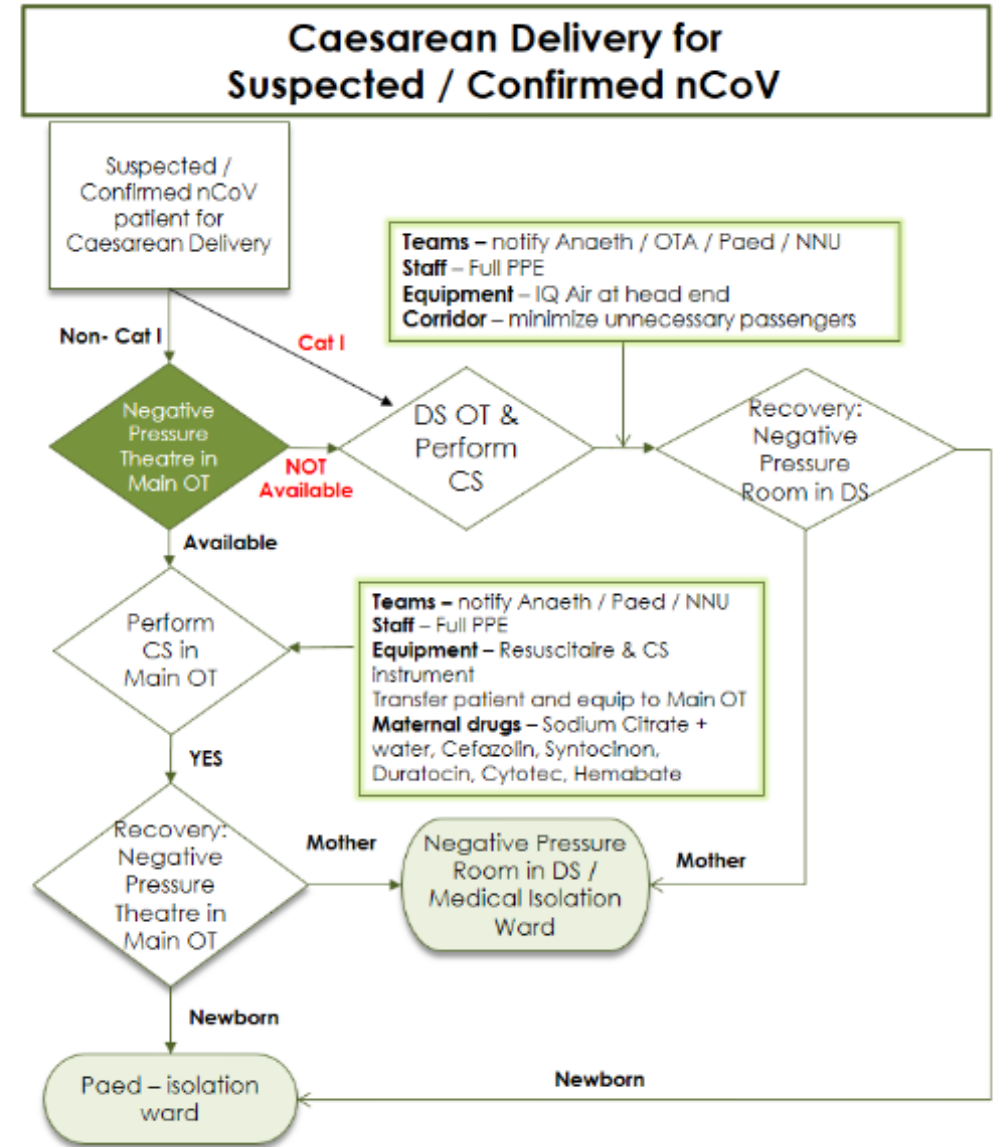 Caesarean Delivery for
Suspected / Confirmed nCoV
Suspected /
Confirmed nCoV
patient for
Caesarean Delivery
Teams – notify Anaeth / OTA / Paed / NNU
Staff – Full PPE
Equipment – IQ Air at head end
Corridor – minimize unnecessary passengers
Non- Cat I
Cat I
Negative
Pressure
Theatre in
Main OT
NOT
Available
DS OT &
Perform
CS
Recovery:
Negative
Pressure
Room in DS
Available
Perform
CS in
Main OT
Teams – notify Anaeth / Paed / NNU
Staff – Full PPE
Equipment – Resuscitaire & CS
instrument
Transfer patient and equip to Main OT
Maternal drugs – Sodium Citrate +
water, Cefazolin, Syntocinon,
Duratocin, Cytotec, Hemabate
YES
Recovery:
Negative
Pressure
Theatre in
Main OT
Mother
Negative Pressure
Room in DS /
Medical Isolation
Ward
Mother
Newborn
Paed – isolation
ward
Newborn